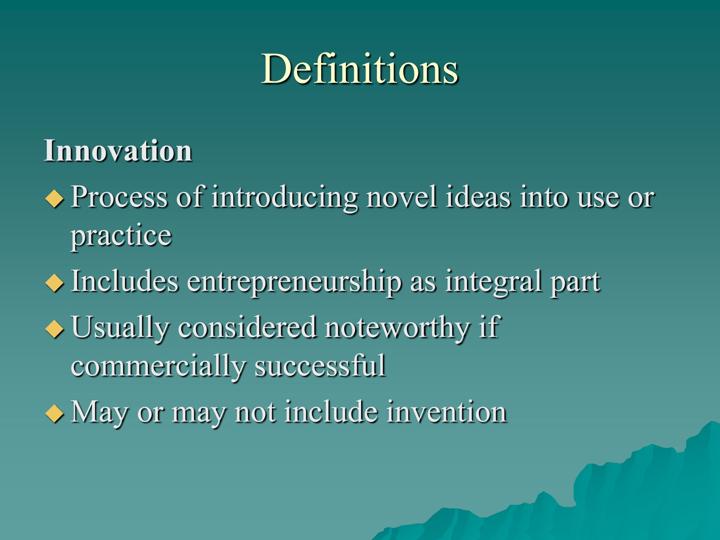 Definitions
Innovation
Process of introducing novel ideas into use or
practice
Includes entrepreneurship as integral part
Usually considered noteworthy if
commercially successful
May or may not include invention